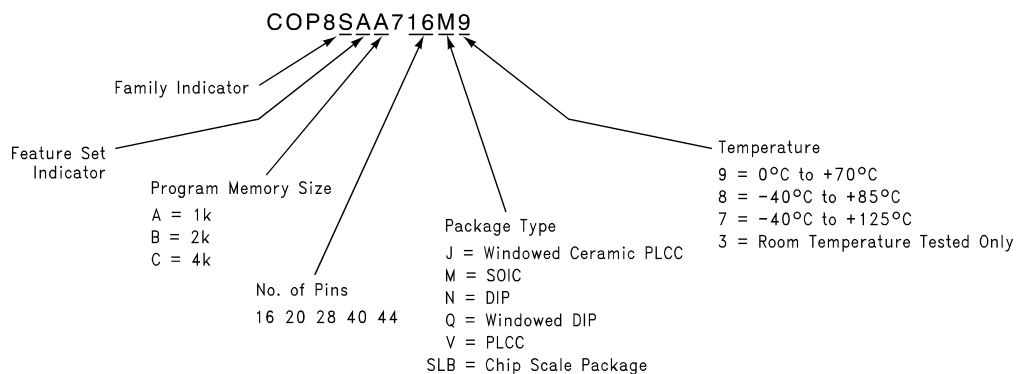 COP8SAA716M9
Family Indicator
Feature Set
Indicator
Program Memory Size
A = 1k
B = 2k
C = 4k
No. of Pins
16 20 28 40 44
Package Type
J = Windowed Ceramic PLCC
M = SOIC
N = DIP
Q = Windowed DIP
V = PLCC
SLB = Chip Scale Package
Temperature
9 = 0°C to +70°C
8 = -40°C to +85°C
7 = -40°C to +125°C
3 = Room Temperature Tested Only